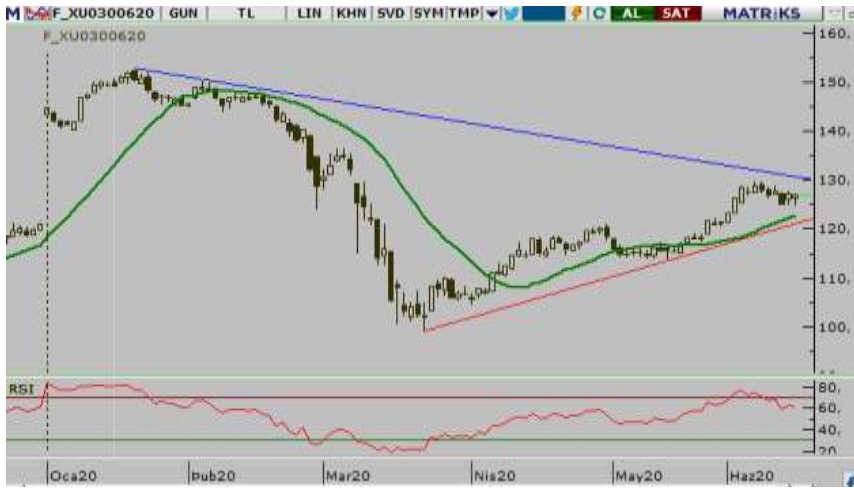 M F_XU0300620 GUN TL LIN KHN SVD SYM TMP AL SAT MATRiKS
F_XU0300620
160,
150,
140,
130,
120,
110,
100,
RSI
80,
60,
40,
20
Oca20 Þub20 Mar20 Nis20 May20 Haz20